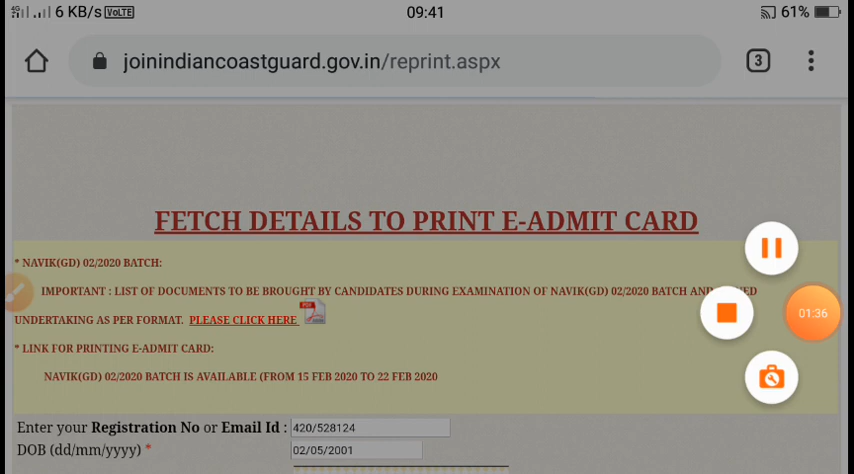 4G 6 KB/s VoLTE 09:41 61%
joinindiancoastguard.gov.in/reprint.aspx 3
FETCH DETAILS TO PRINT E-ADMIT CARD
* NAVIK(GD) 02/2020 BATCH:
IMPORTANT : LIST OF DOCUMENTS TO BE BROUGHT BY CANDIDATES DURING EXAMINATION OF NAVIK(GD) 02/2020 BATCH
UNDERTAKING AS PER FORMAT. PLEASE CLICK HERE PDF
* LINK FOR PRINTING E-ADMIT CARD:
NAVIK(GD) 02/2020 BATCH IS AVAILABLE (FROM 15 FEB 2020 TO 22 FEB 2020
01:36
Enter your Registration No or Email Id : 420/528124
DOB (dd/mm/yyyy) * 02/05/2001